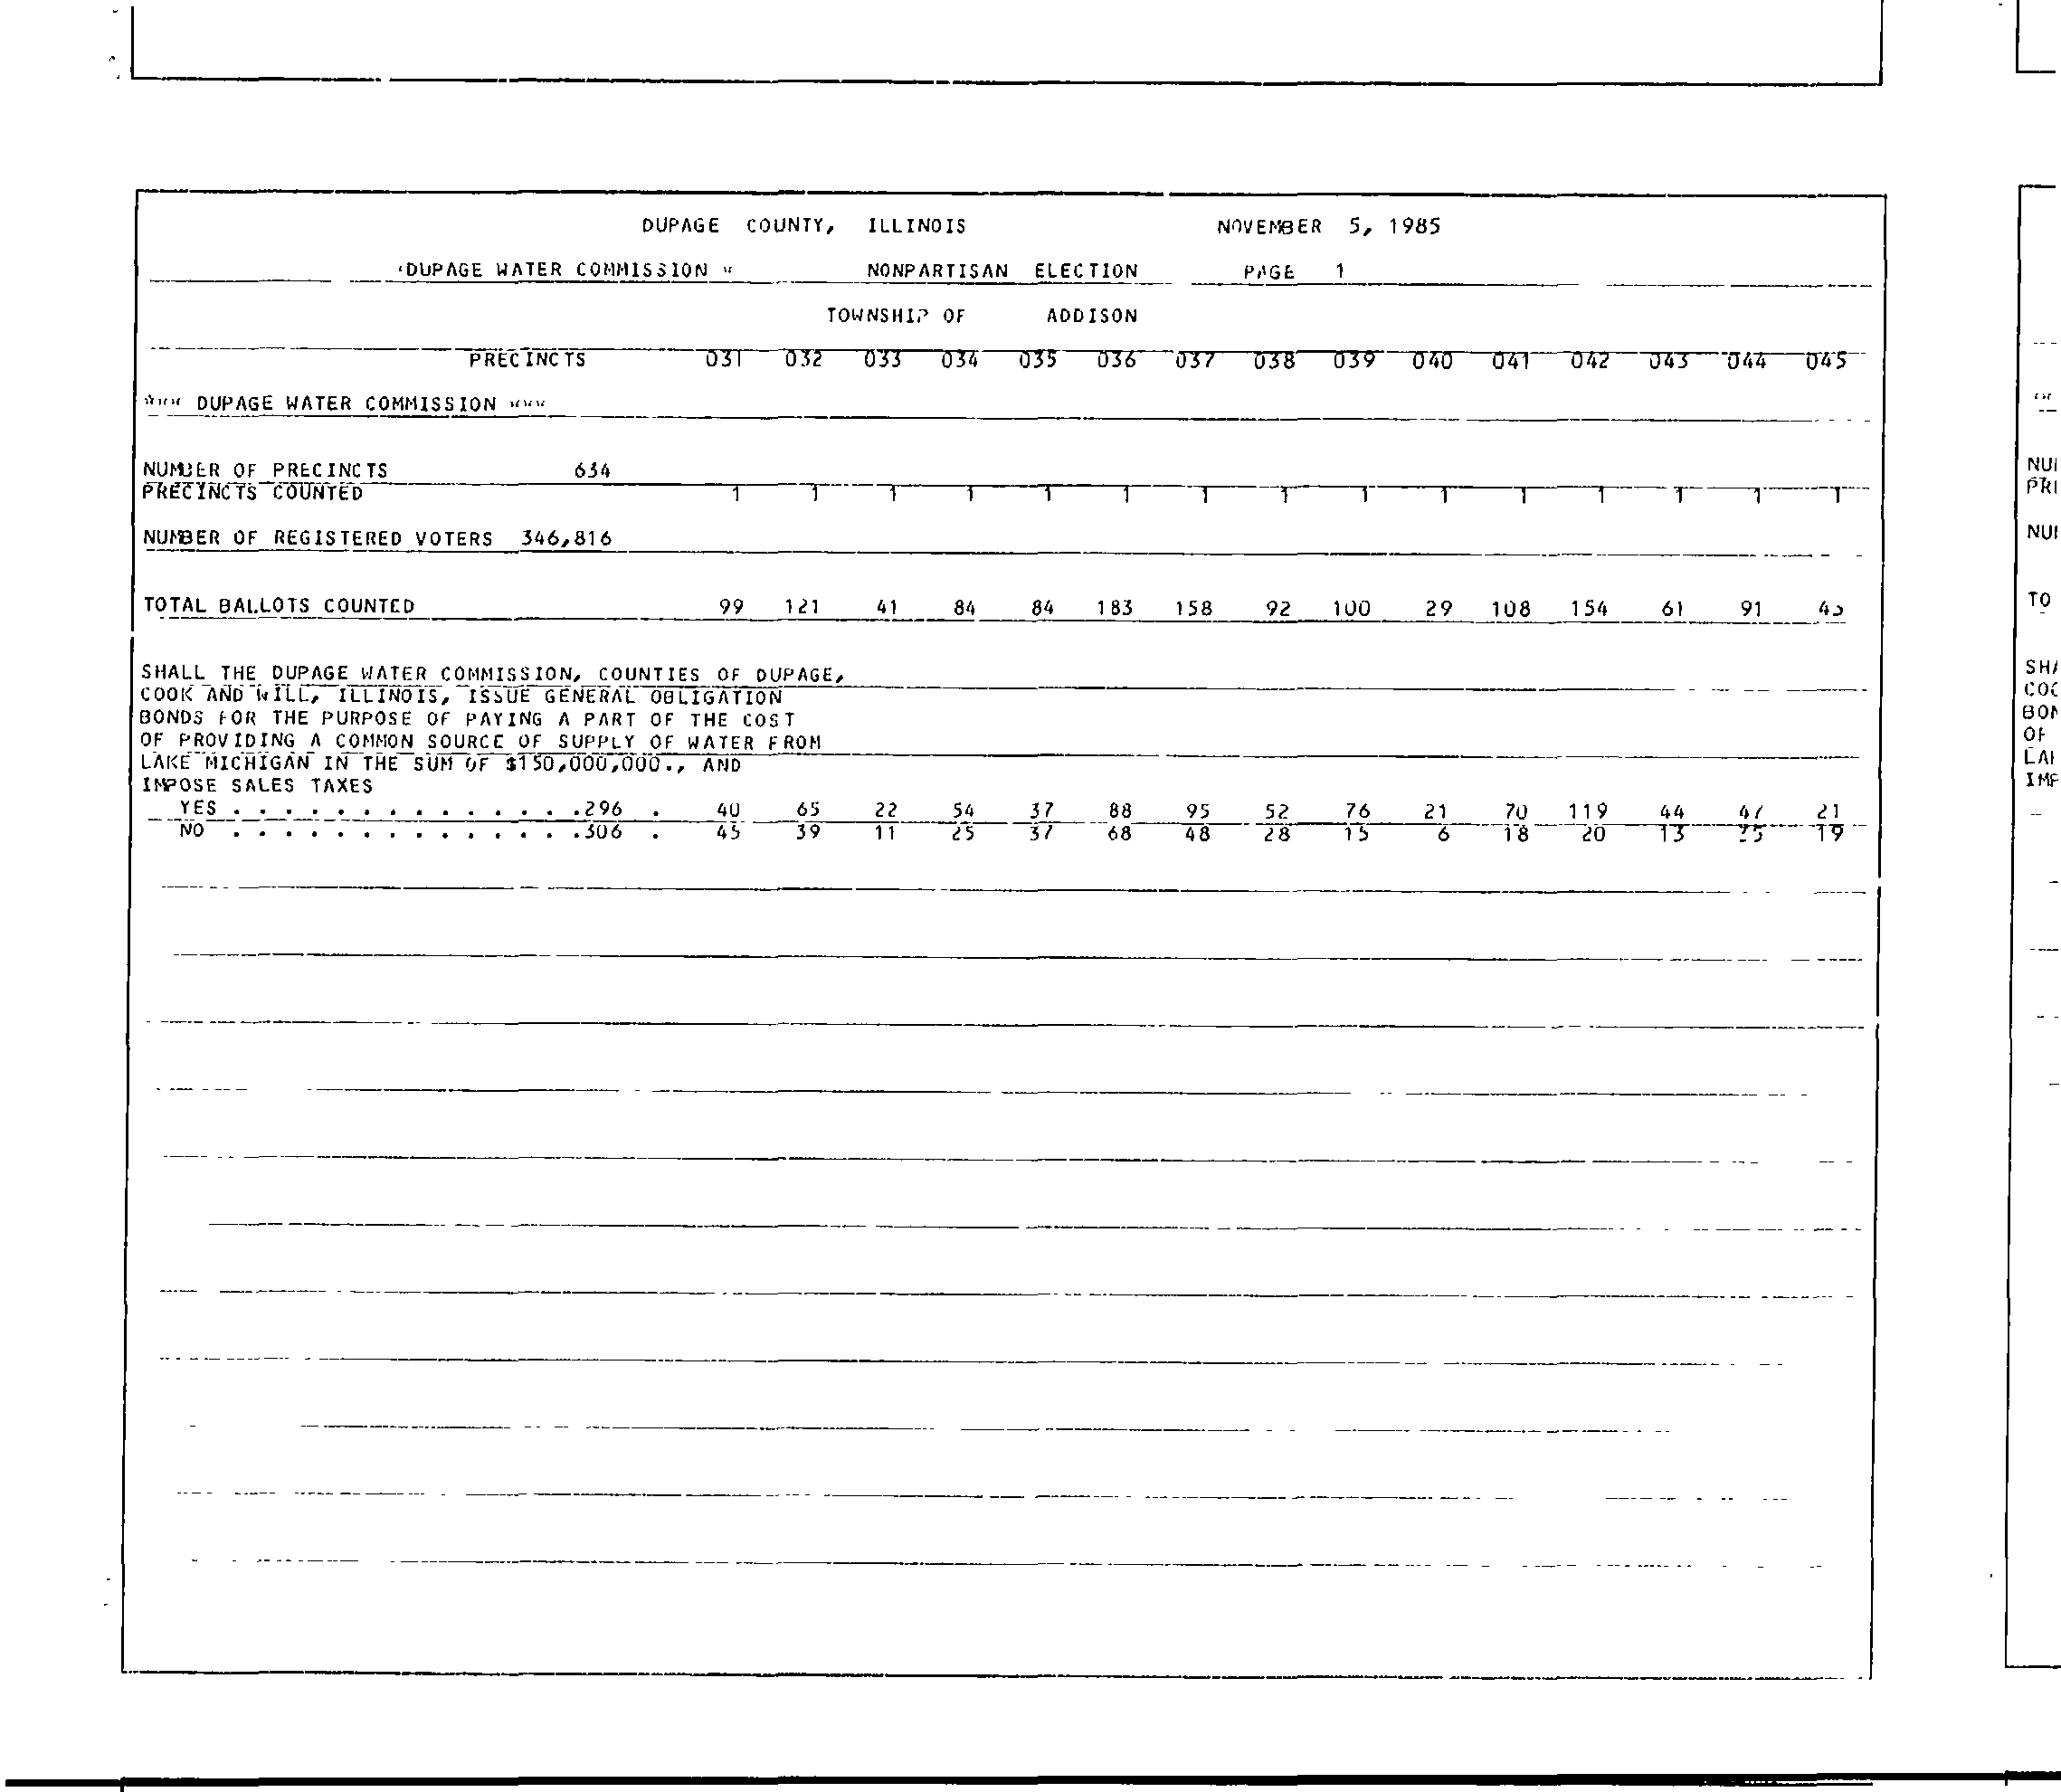 DUPAGE COUNTY, ILLINOIS NOVEMBER 5, 1985
DUPAGE WATER COMMISSION NONPARTISAN ELECTION PAGE 1
TOWNSHIP OF ADDISON
PRECINCTS 031 032 033 034 035 036 037 038 039 040 041 042 043 044 045
*** DUPAGE WATER COMMISSION ***
NUMBER OF PRECINCTS 634
PRECINCTS COUNTED 1 1 1 1 1 1 1 1 1 1 1 1 1 1 1
NUMBER OF REGISTERED VOTERS 346,816
TOTAL BALLOTS COUNTED 99 121 41 84 84 183 158 92 100 29 108 154 61 91
SHALL THE DUPAGE WATER COMMISSION, COUNTIES OF DUPAGE,
COOK AND WILL, ILLINOIS, ISSUE GENERAL OBLIGATION
BONDS FOR THE PURPOSE OF PAYING A PART OF THE COST
OF PROVIDING A COMMON SOURCE OF SUPPLY OF WATER FROM
LAKE MICHIGAN IN THE SUM OF $150,000,000., AND
IMPOSE SALES TAXES
YES . . . . . . . . . . . . . .296 . 40 65 22 54 37 88 95 52 76 21 70 119 44 47 21
NO . . . . . . . . . . . . . .306 . 45 39 11 25 37 68 48 28 15 6 18 20 13 19